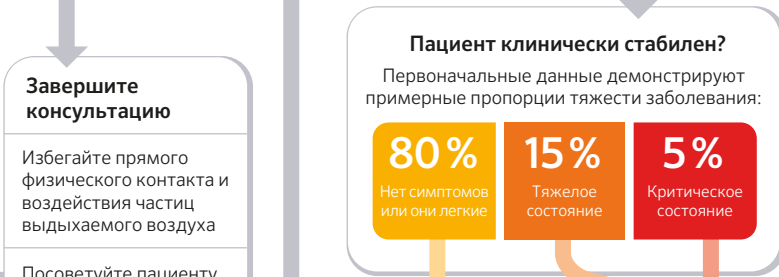 Завершите
консультацию
Избегайте прямого
физического контакта и
воздействия частиц
выдыхаемого воздуха
Посоветуйте пациенту
Пациент клинически стабилен?
Первоначальные данные демонстрируют
примерные пропорции тяжести заболевания:
80 %
Нет симптомов
или они легкие
15 %
Тяжелое
состояние
5 %
Критическое
состояние